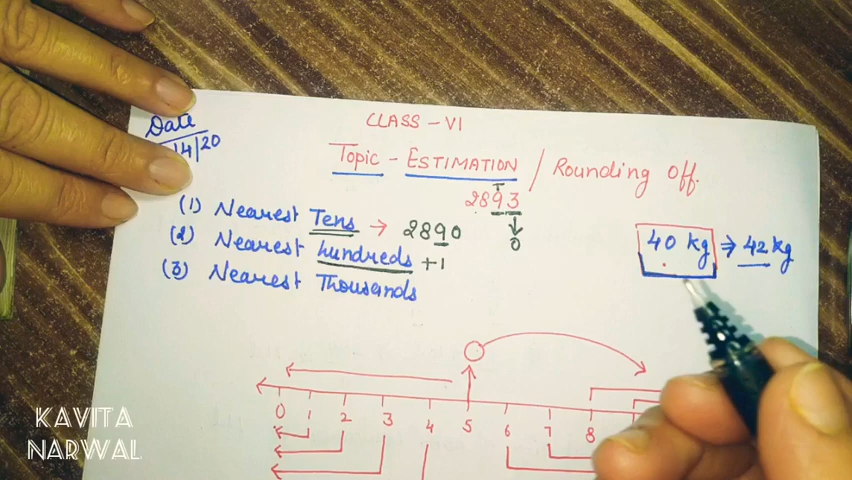 Date
14/20
CLASS - VI
Topic - ESTIMATION / Rounding Off.
2893
T
(1) Nearest Tens → 2890
0
(2) Nearest hundreds +1
(3) Nearest Thousands
40 kg ⇒ 42 kg
0 1 2 3 4 5 6 7 8
KAVITA
NARWAL